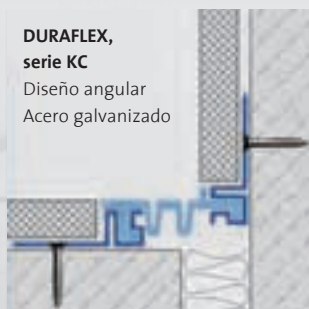 DURAFLEX,
serie KC
Diseño angular
Acero galvanizado